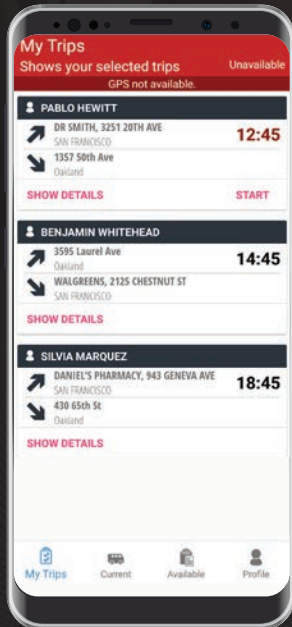 My Trips
Shows your selected trips
Unavailable
GPS not available.
PABLO HEWITT
DR SMITH, 3251 20TH AVE
SAN FRANCISCO
12:45
1357 50th Ave
Oakland
SHOW DETAILS
START
BENJAMIN WHITEHEAD
3595 Laurel Ave
Oakland
14:45
WALGREENS, 2125 CHESTNUT ST
SAN FRANCISCO
SHOW DETAILS
SILVIA MARQUEZ
DANIEL'S PHARMACY, 943 GENEVA AVE
SAN FRANCISCO
18:45
430 65th St
Oakland
SHOW DETAILS
My Trips
Current
Available
Profile